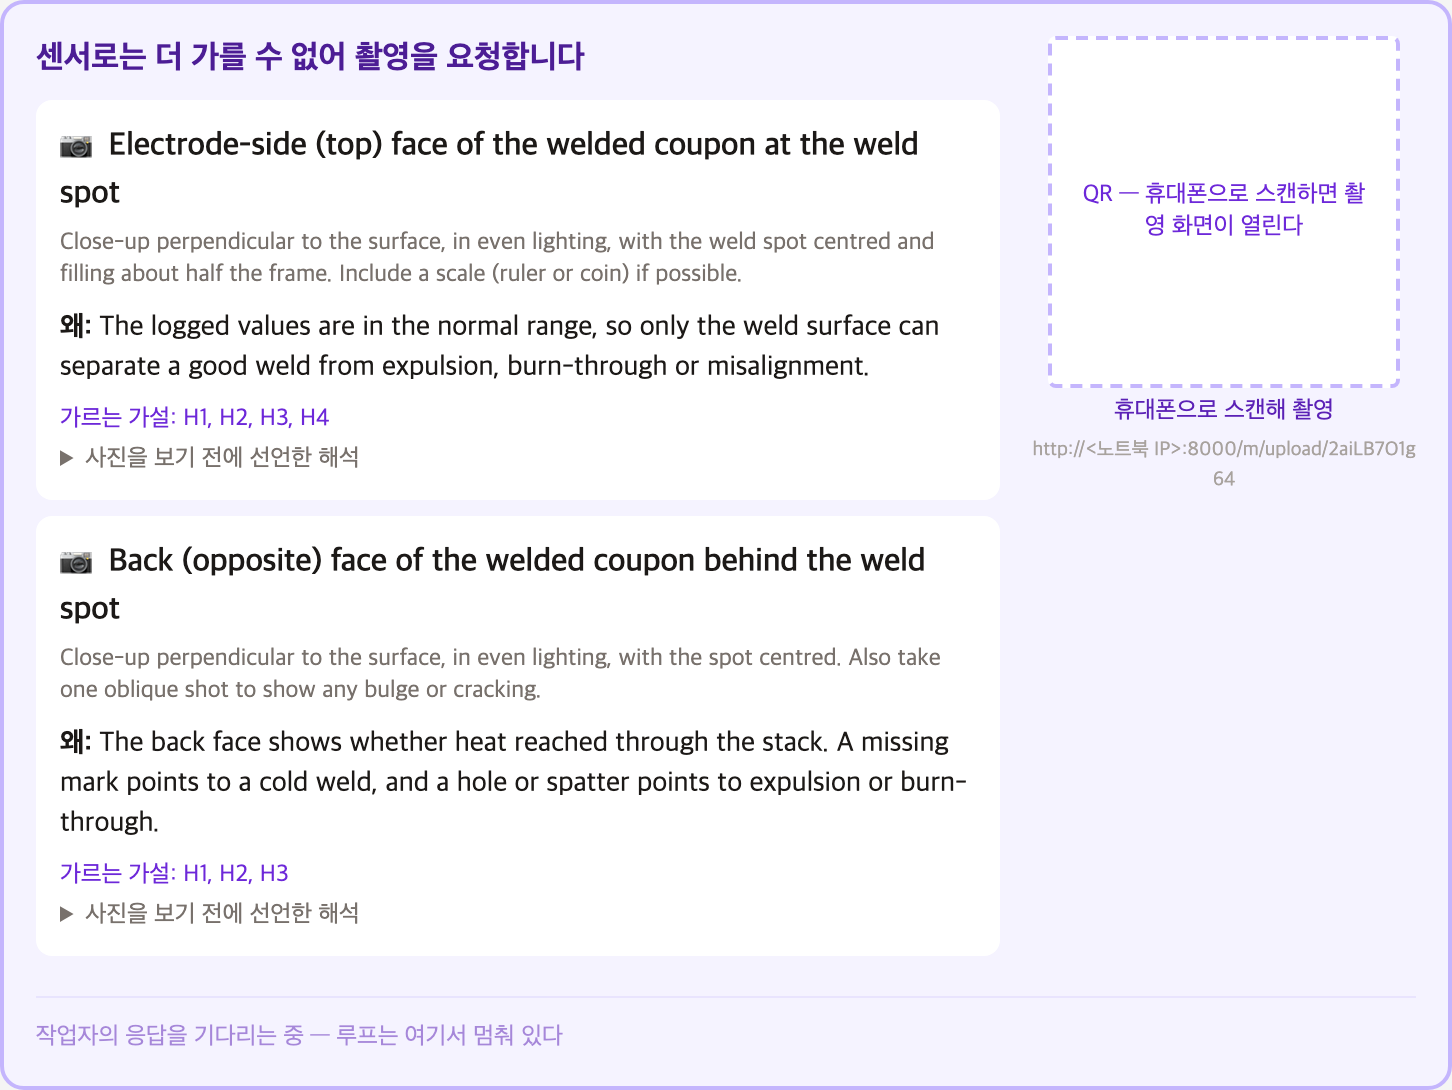 센서로는 더 가를 수 없어 촬영을 요청합니다
Electrode-side (top) face of the welded coupon at the weld
spot
Close-up perpendicular to the surface, in even lighting, with the weld spot centred and
filling about half the frame. Include a scale (ruler or coin) if possible.
왜: The logged values are in the normal range, so only the weld surface can
separate a good weld from expulsion, burn-through or misalignment.
가르는 가설: H1, H2, H3, H4
▶ 사진을 보기 전에 선언한 해석
Back (opposite) face of the welded coupon behind the weld
spot
Close-up perpendicular to the surface, in even lighting, with the spot centred. Also take
one oblique shot to show any bulge or cracking.
왜: The back face shows whether heat reached through the stack. A missing
mark points to a cold weld, and a hole or spatter points to expulsion or burn-
through.
가르는 가설: H1, H2, H3
▶ 사진을 보기 전에 선언한 해석
QR — 휴대폰으로 스캔하면 촬
영 화면이 열린다
휴대폰으로 스캔해 촬영
http://<노트북 IP>:8000/m/upload/2aiLB7O1g
64
작업자의 응답을 기다리는 중 — 루프는 여기서 멈춰 있다